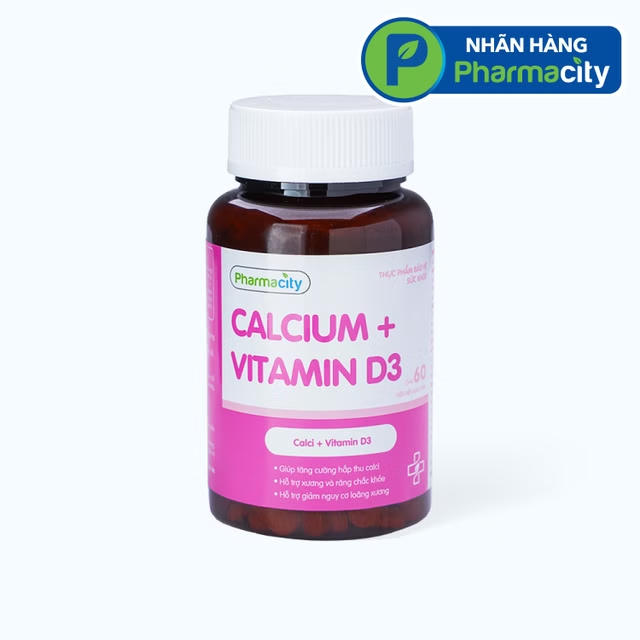 NHÃN HÀNG
Pharmacity
Pharmacity
THỰC PHẨM BẢO VỆ
SỨC KHỎE
CALCIUM +
VITAMIN D3
60
Calci + Vitamin D3
• Giúp tăng cường hấp thu calci
• Hỗ trợ xương và răng chắc khỏe
• Hỗ trợ giảm nguy cơ loãng xương